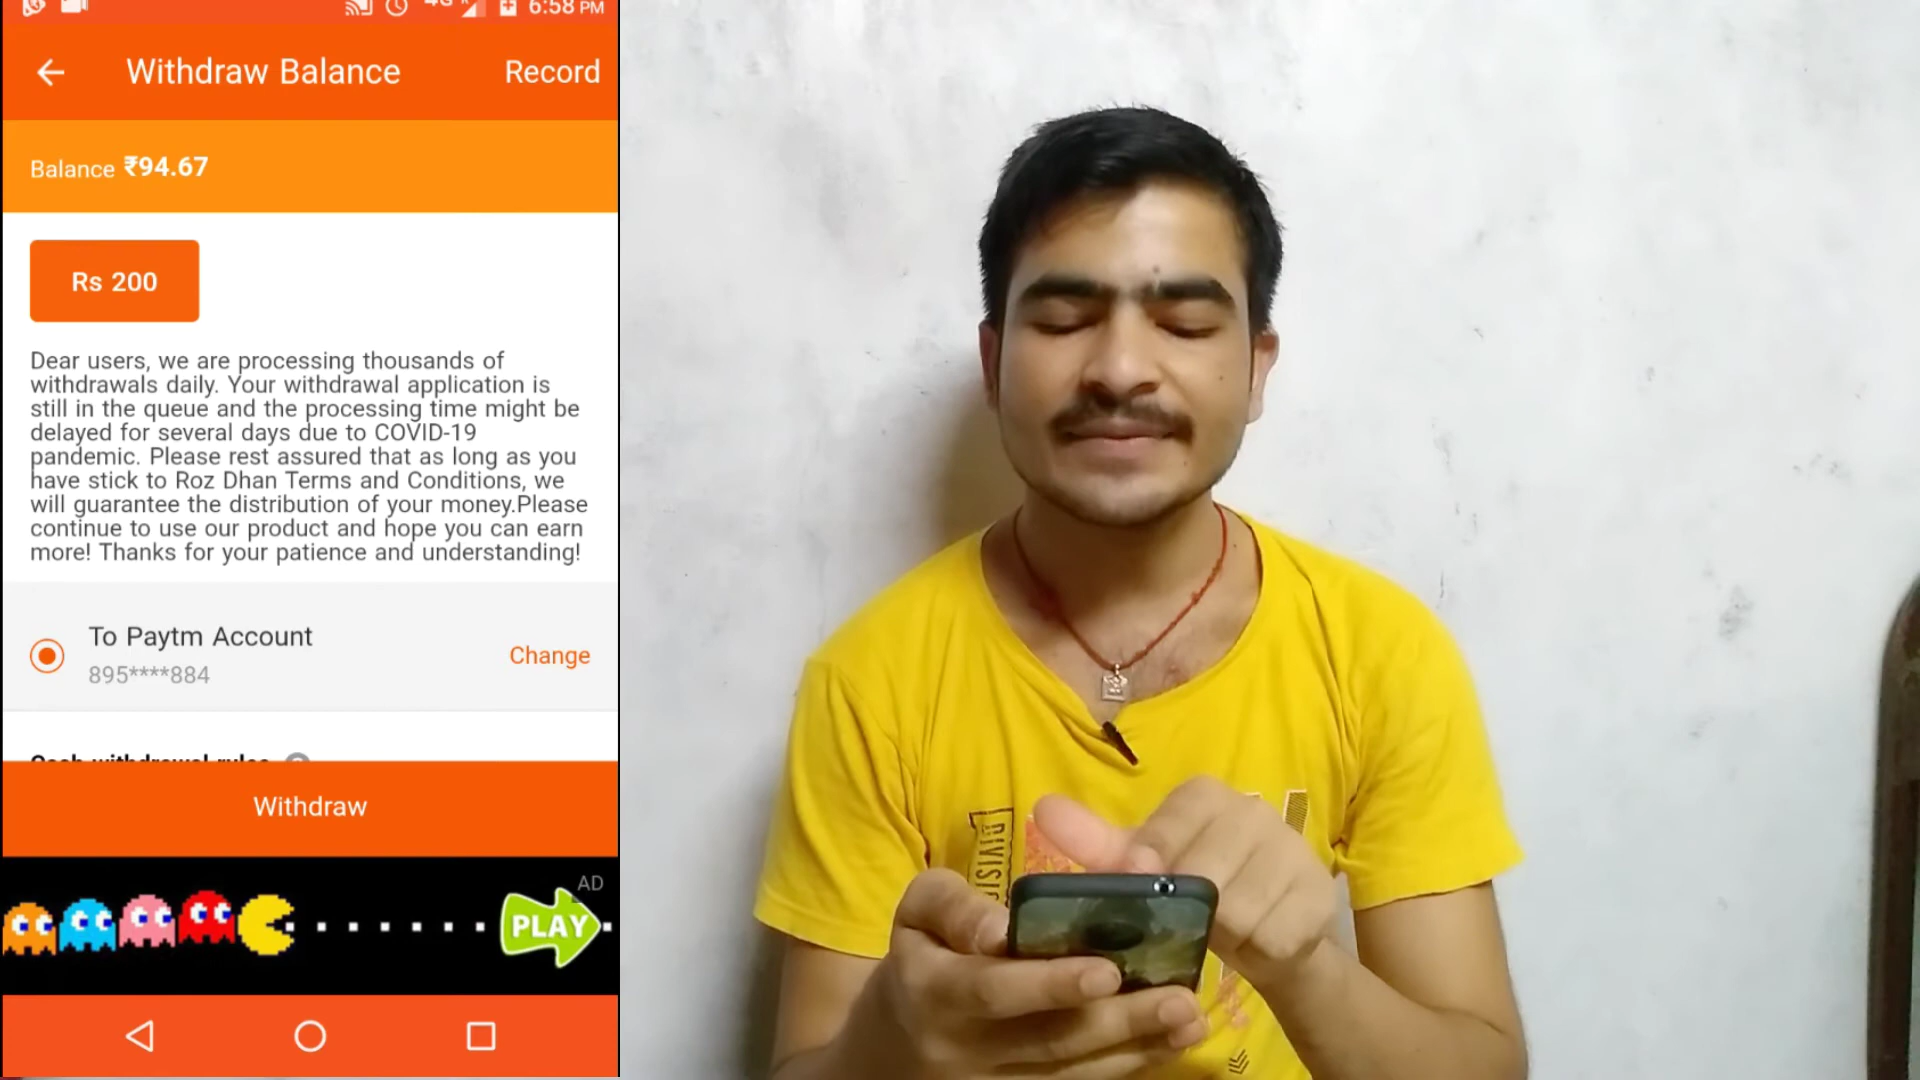 4G 6:58 PM
Withdraw Balance Record
Balance ₹94.67
Rs 200
Dear users, we are processing thousands of
withdrawals daily. Your withdrawal application is
still in the queue and the processing time might be
delayed for several days due to COVID-19
pandemic. Please rest assured that as long as you
have stick to Roz Dhan Terms and Conditions, we
will guarantee the distribution of your money.Please
continue to use our product and hope you can earn
more! Thanks for your patience and understanding!
To Paytm Account
895****884
Change
Cash withdrawal rules
Withdraw
AD
PLAY